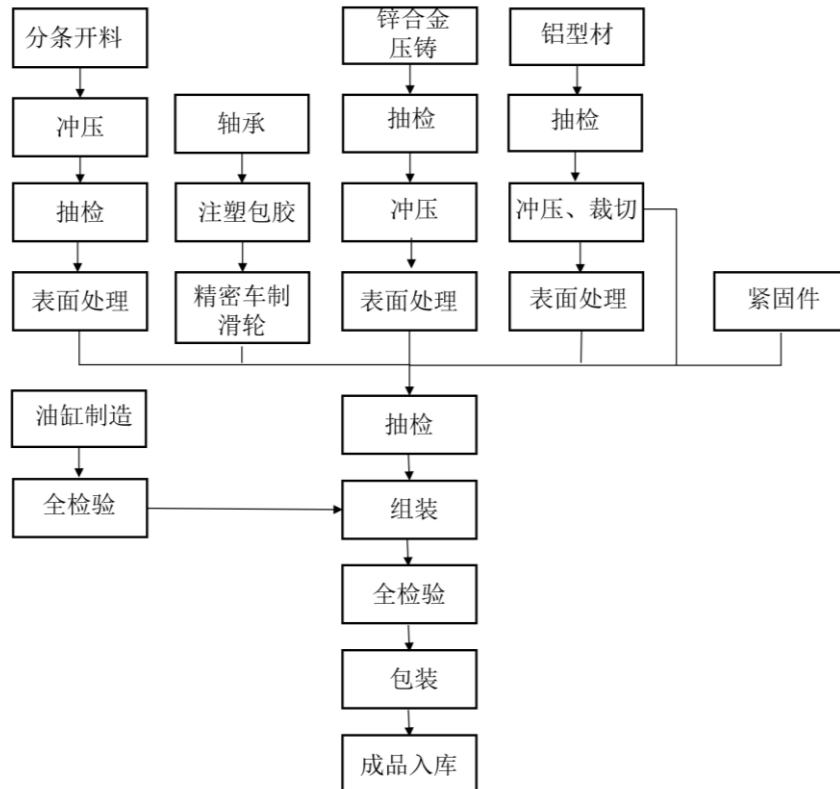 分条开料
锌合金
压铸
铝型材
冲压
轴承
抽检
抽检
抽检
注塑包胶
冲压
冲压、裁切
表面处理
精密车制
滑轮
表面处理
表面处理
紧固件
油缸制造
抽检
全检验
组装
全检验
包装
成品入库